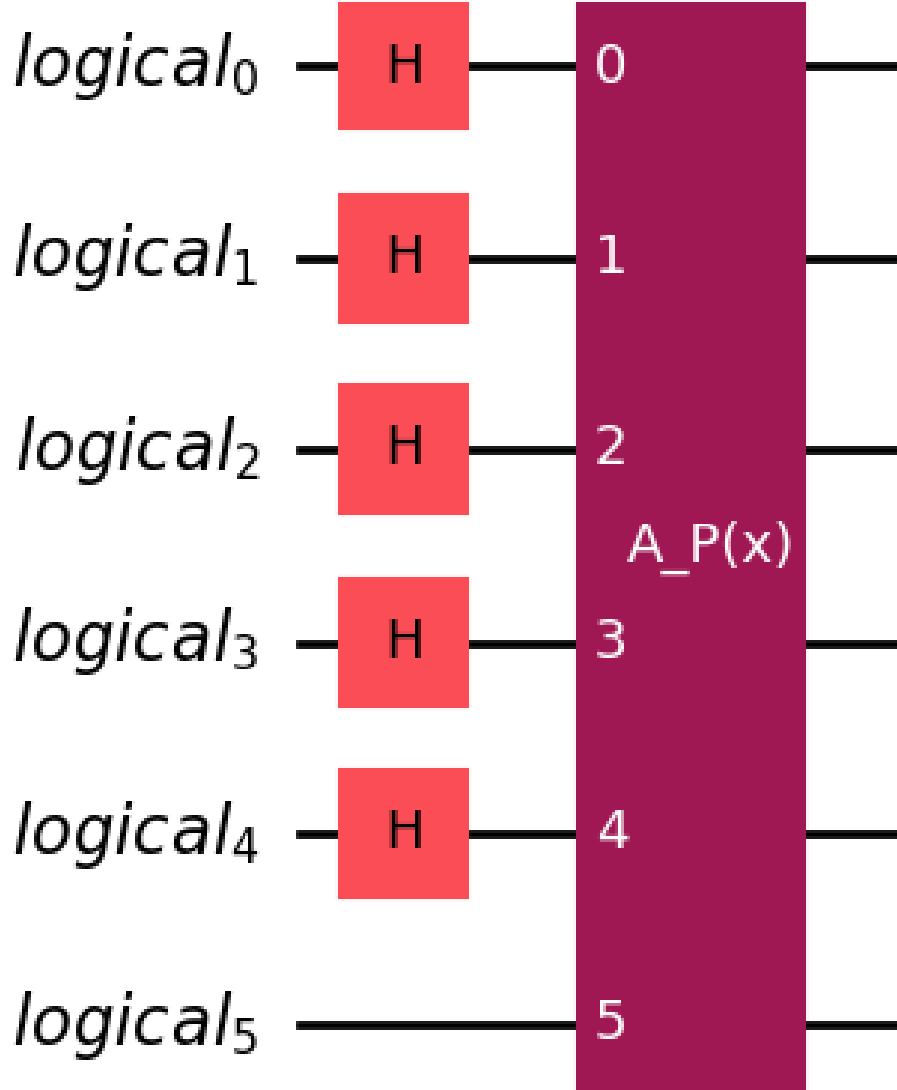 logical₀ H 0
logical₁ H 1
logical₂ H 2
A_P(x)
logical₃ H 3
logical₄ H 4
logical₅ 5